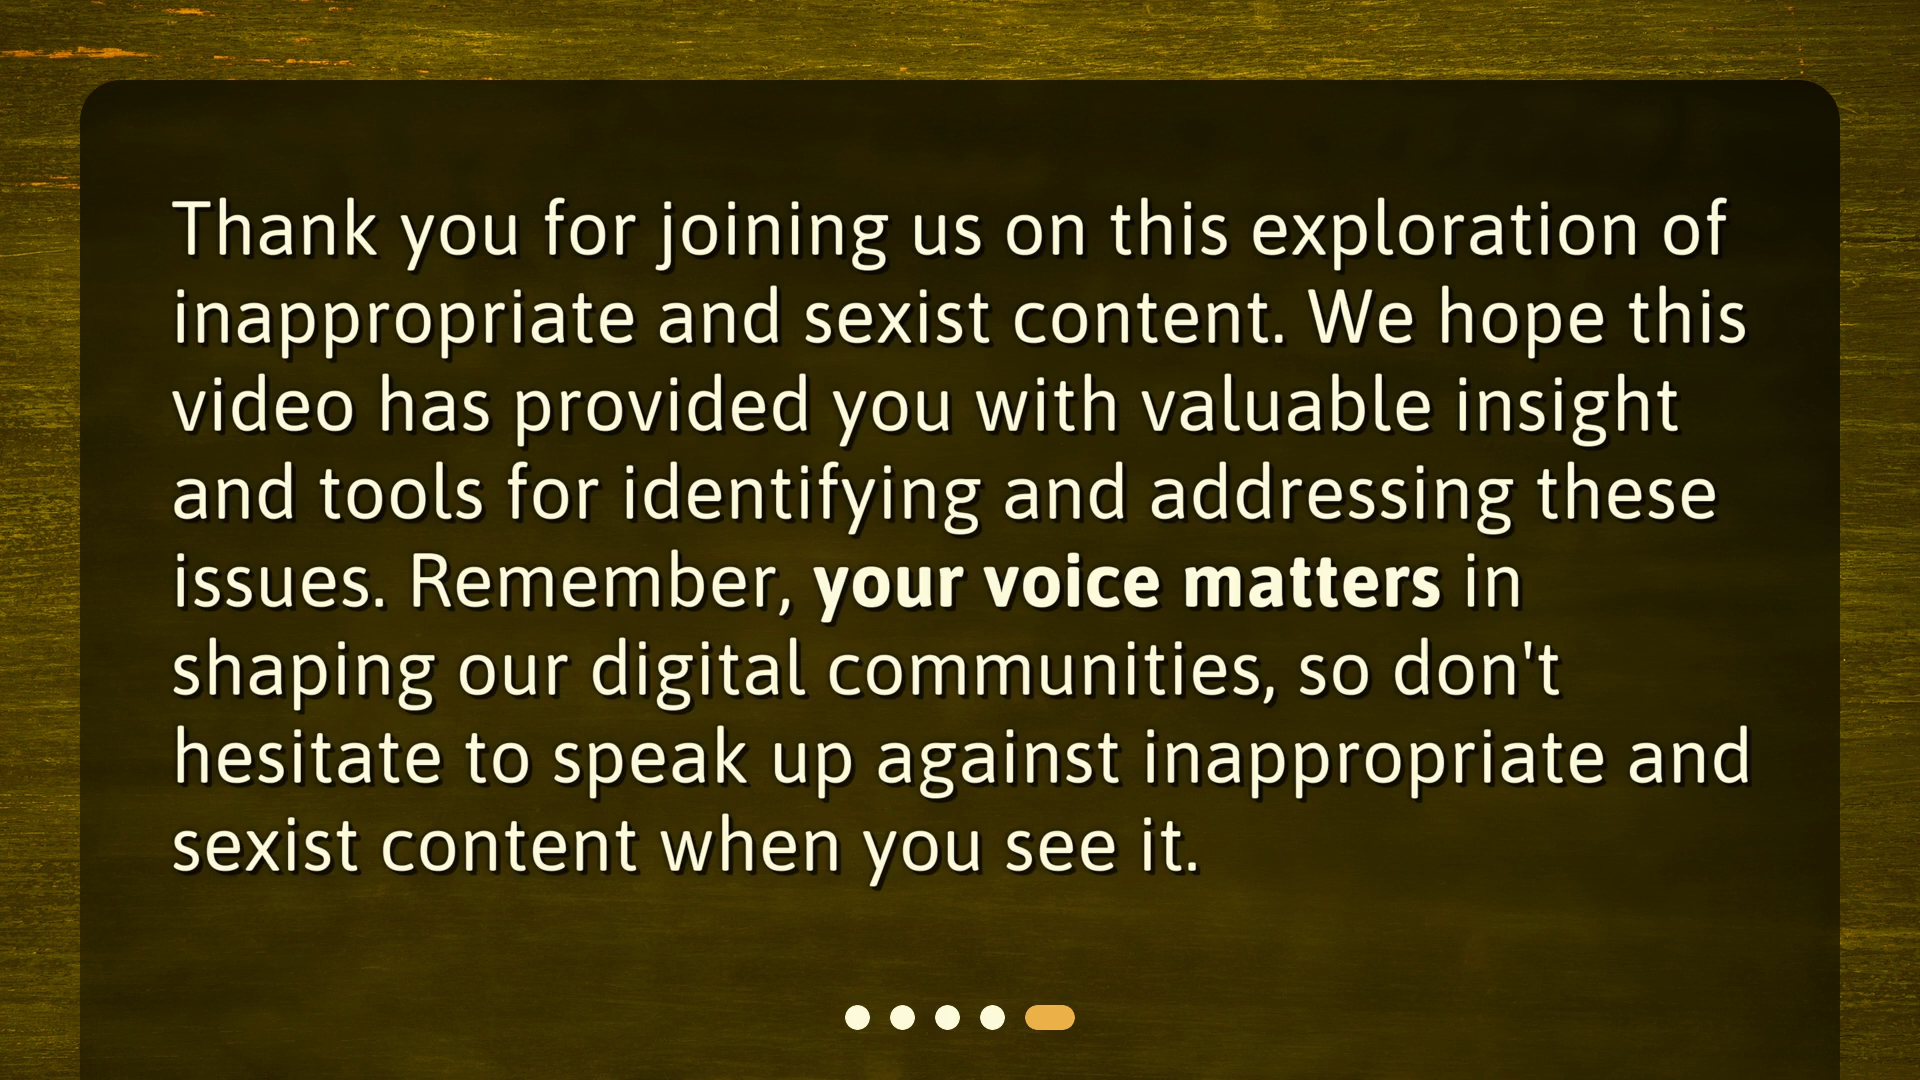 Thank you for joining us on this exploration of
inappropriate and sexist content. We hope this
video has provided you with valuable insight
and tools for identifying and addressing these
issues. Remember, your voice matters in
shaping our digital communities, so don't
hesitate to speak up against inappropriate and
sexist content when you see it.